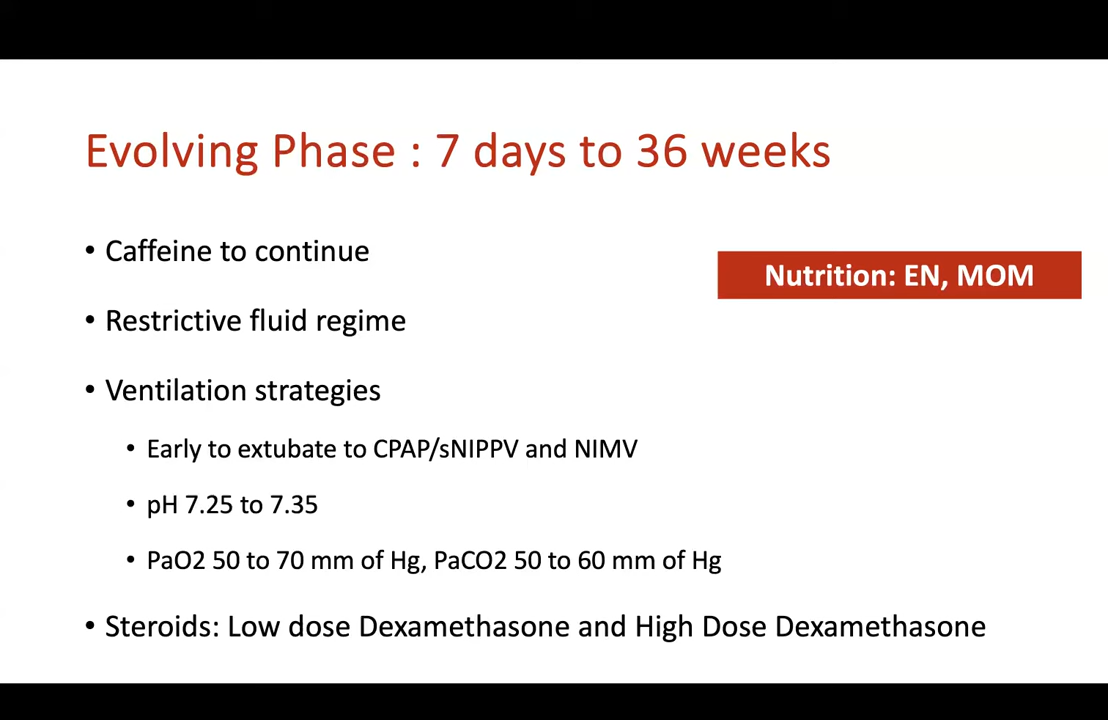 Evolving Phase : 7 days to 36 weeks
• Caffeine to continue
Nutrition: EN, MOM
• Restrictive fluid regime
• Ventilation strategies
• Early to extubate to CPAP/sNIPPV and NIMV
• pH 7.25 to 7.35
• PaO2 50 to 70 mm of Hg, PaCO2 50 to 60 mm of Hg
• Steroids: Low dose Dexamethasone and High Dose Dexamethasone